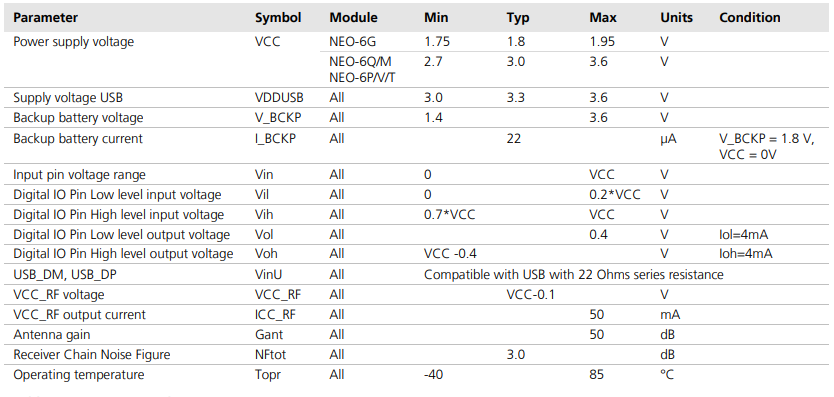 Parameter Symbol Module Min Typ Max Units Condition
Power supply voltage VCC NEO-6G 1.75 1.8 1.95 V
NEO-6Q/M 2.7 3.0 3.6 V
NEO-6P/V/T
Supply voltage USB VDDUSB All 3.0 3.3 3.6 V
Backup battery voltage V_BCKP All 1.4 3.6 V
Backup battery current I_BCKP All 22 µA V_BCKP = 1.8 V,
VCC = 0V
Input pin voltage range Vin All 0 VCC V
Digital IO Pin Low level input voltage Vil All 0 0.2*VCC V
Digital IO Pin High level input voltage Vih All 0.7*VCC VCC V
Digital IO Pin Low level output voltage Vol All 0.4 V Iol=4mA
Digital IO Pin High level output voltage Voh All VCC -0.4 V Ioh=4mA
USB_DM, USB_DP VinU All Compatible with USB with 22 Ohms series resistance
VCC_RF voltage VCC_RF All VCC-0.1 V
VCC_RF output current ICC_RF All 50 mA
Antenna gain Gant All 50 dB
Receiver Chain Noise Figure NFtot All 3.0 dB
Operating temperature Topr All -40 85 °C